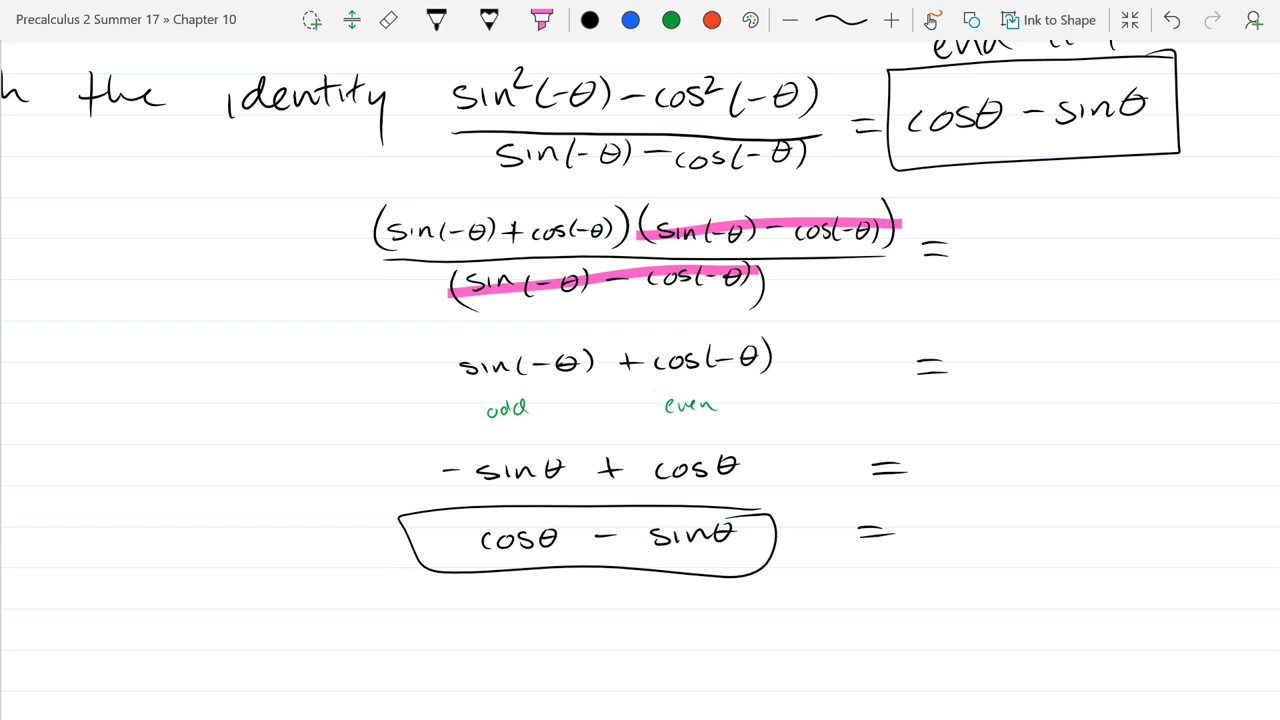 Precalculus 2 Summer 17 » Chapter 10
Ink to Shape
end
the identity sin²(-θ) - cos²(-θ) / sin(-θ) - cos(-θ) = cosθ - sinθ
(sin(-θ) + cos(-θ)) (sin(-θ) - cos(-θ)) / (sin(-θ) - cos(-θ)) =
sin(-θ) + cos(-θ) =
odd even
- sinθ + cosθ =
cosθ - sinθ =